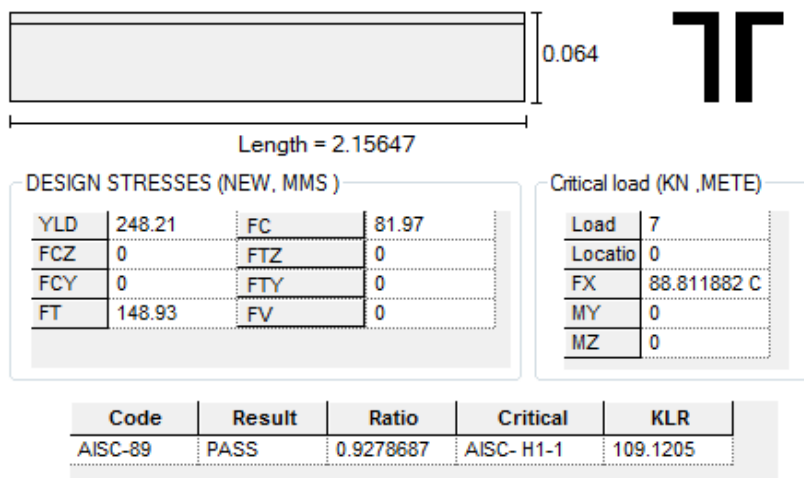 0.064
Length = 2.15647
DESIGN STRESSES (NEW, MMS )
YLD 248.21 FC 81.97
FCZ 0 FTZ 0
FCY 0 FTY 0
FT 148.93 FV 0
Critical load (KN ,METE)
Load 7
Locatio 0
FX 88.811882 C
MY 0
MZ 0
Code Result Ratio Critical KLR
AISC-89 PASS 0.9278687 AISC- H1-1 109.1205